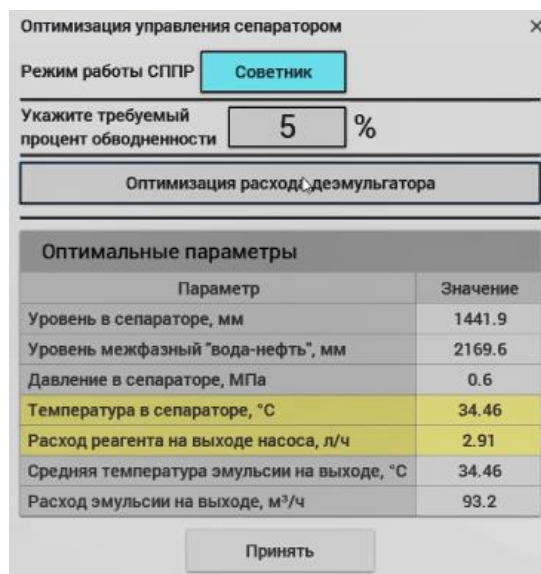 Оптимизация управления сепаратором ×
Режим работы СППР Советник
Укажите требуемый
процент обводненности 5 %
Оптимизация расхода деэмульгатора
Оптимальные параметры
Параметр Значение
Уровень в сепараторе, мм 1441.9
Уровень межфазный "вода-нефть", мм 2169.6
Давление в сепараторе, МПа 0.6
Температура в сепараторе, °С 34.46
Расход реагента на выходе насоса, л/ч 2.91
Средняя температура эмульсии на выходе, °С 34.46
Расход эмульсии на выходе, м³/ч 93.2
Принять